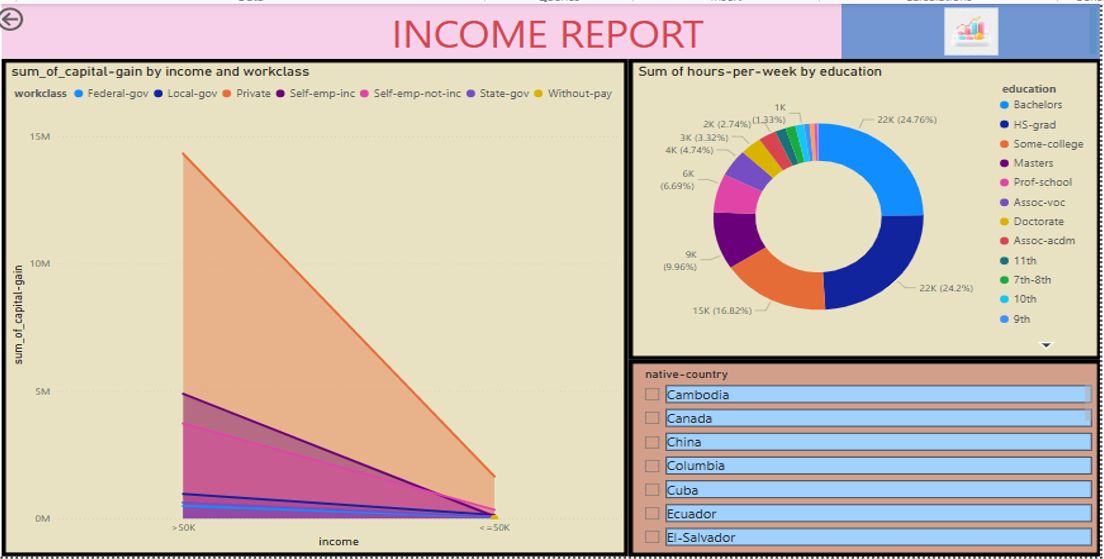 INCOME REPORT
sum_of_capital-gain by income and workclass
workclass Federal-gov Local-gov Private Self-emp-inc Self-emp-not-inc State-gov Without-pay
15M
10M
5M
0M
sum_of_capital-gain
>50K
<=50K
income
Sum of hours-per-week by education
1K
(1.33%)
2K (2.74%)
3K (3.32%)
4K (4.74%)
6K
(6.69%)
9K
(9.96%)
15K (16.82%)
22K (24.76%)
22K (24.2%)
education
Bachelors
HS-grad
Some-college
Masters
Prof-school
Assoc-voc
Doctorate
Assoc-acdm
11th
7th-8th
10th
9th
native-country
Cambodia
Canada
China
Columbia
Cuba
Ecuador
El-Salvador